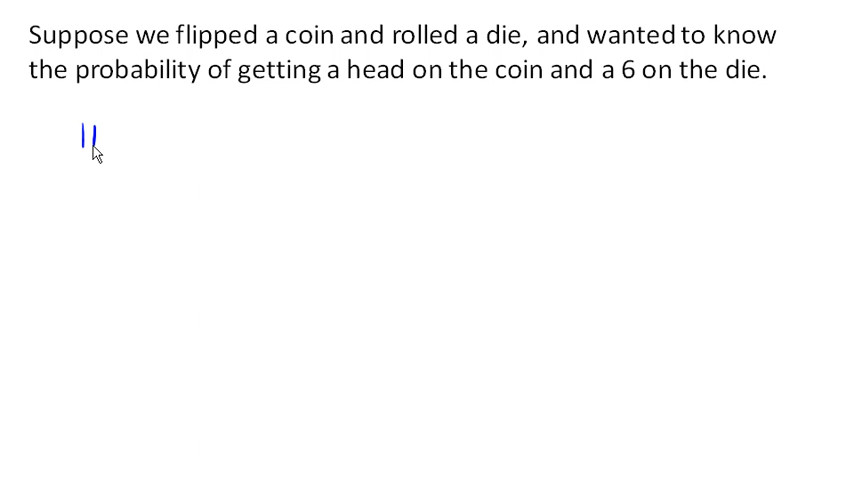 Suppose we flipped a coin and rolled a die, and wanted to know
the probability of getting a head on the coin and a 6 on the die.